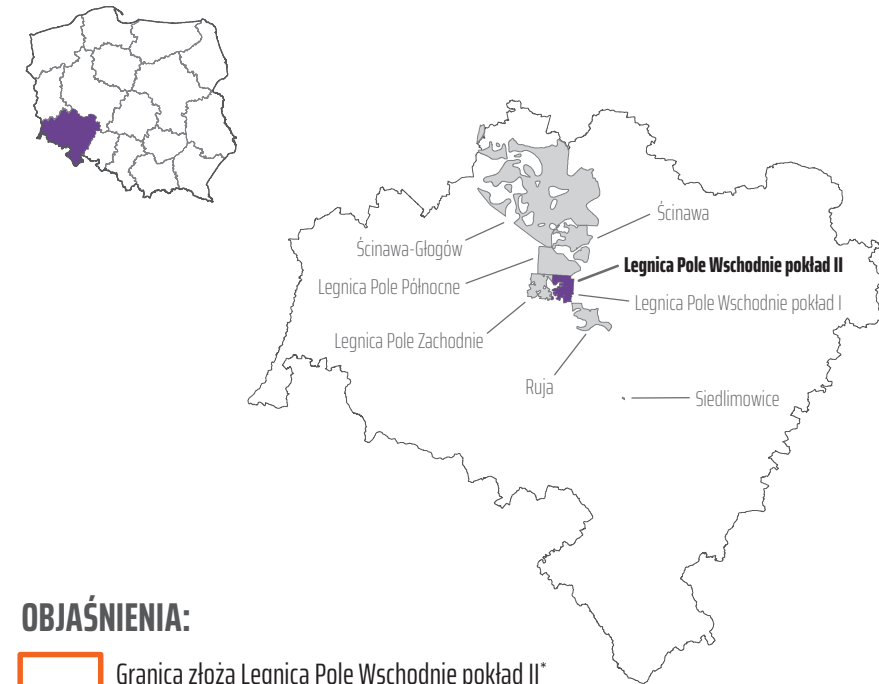 Ścinawa
Ścinawa-Głogów
Legnica Pole Wschodnie pokład II
Legnica Pole Północne
Legnica Pole Wschodnie pokład I
Legnica Pole Zachodnie
Ruja
Siedlimowice
OBJAŚNIENIA:
Granica złoża Legnica Pole Wschodnie pokład II*